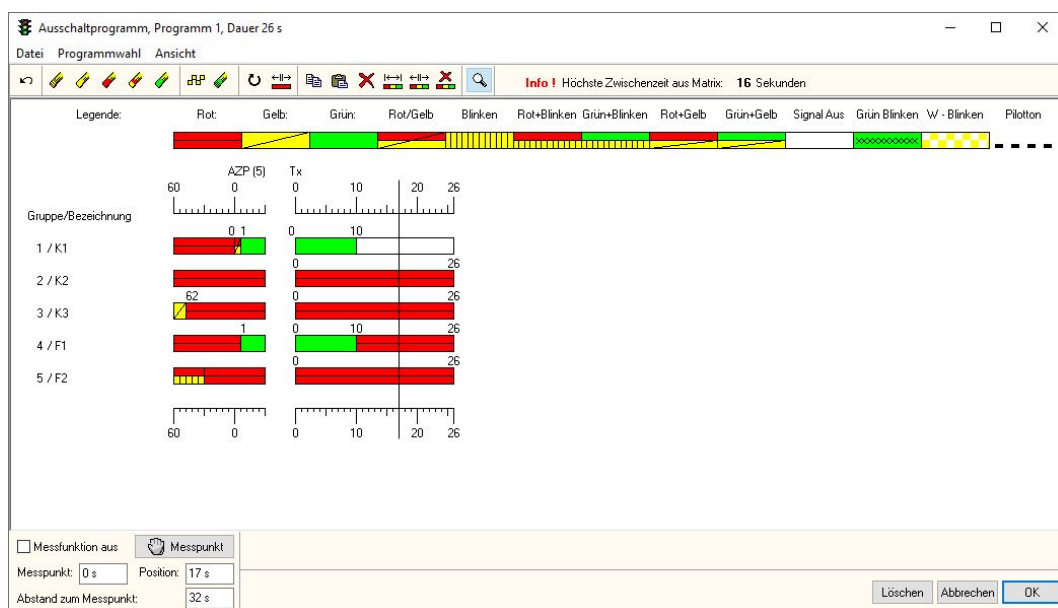 Ausschaltprogramm, Programm 1, Dauer 26 s
Datei Programmwahl Ansicht
Info ! Höchste Zwischenzeit aus Matrix: 16 Sekunden
Legende: Rot: Gelb: Grün: Rot/Gelb Blinken Rot+Blinken Grün+Blinken Rot+Gelb Grün+Gelb Signal Aus Grün Blinken W - Blinken Pilotton
AZP (5) Tx
60 0 0 10 20 26
Gruppe/Bezeichnung
0 1 0 10
1 / K1
0 26
2 / K2
62 0 26
3 / K3
1 0 10 26
4 / F1
0 26
5 / F2
60 0 0 10 20 26
Messfunktion aus Messpunkt
Messpunkt: 0 s Position: 17 s
Abstand zum Messpunkt: 32 s
Löschen Abbrechen OK